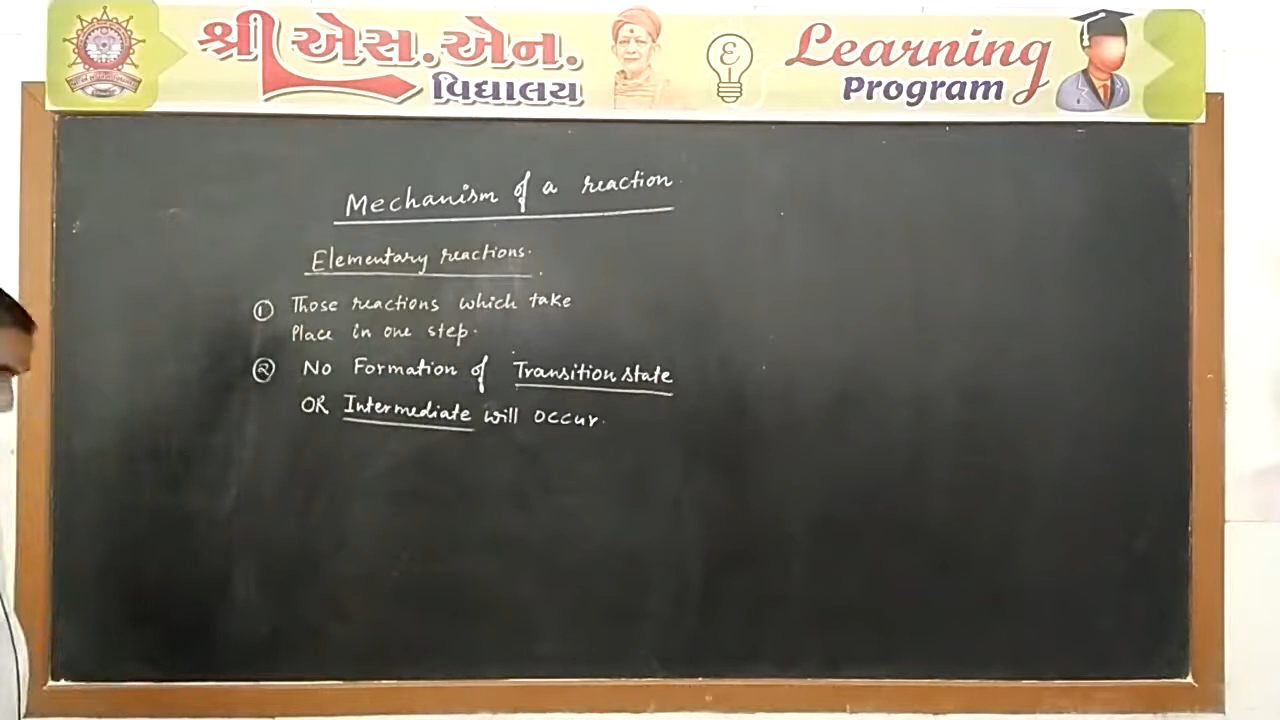 શ્રી એસ.એન.
વિદ્યાલય
Learning
Program
Mechanism of a reaction.
Elementary reactions.
① Those reactions which take
Place in one step.
② No Formation of Transition state
OR Intermediate will occur.